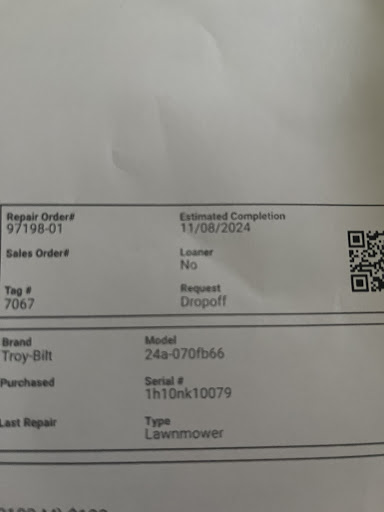 Repair Order# Estimated Completion
97198-01 11/08/2024
Sales Order# Loaner
No
Tag # Request
7067 Dropoff
Brand Model
Troy-Bilt 24a-070fb66
Purchased Serial #
1h10nk10079
Last Repair Type
Lawnmower